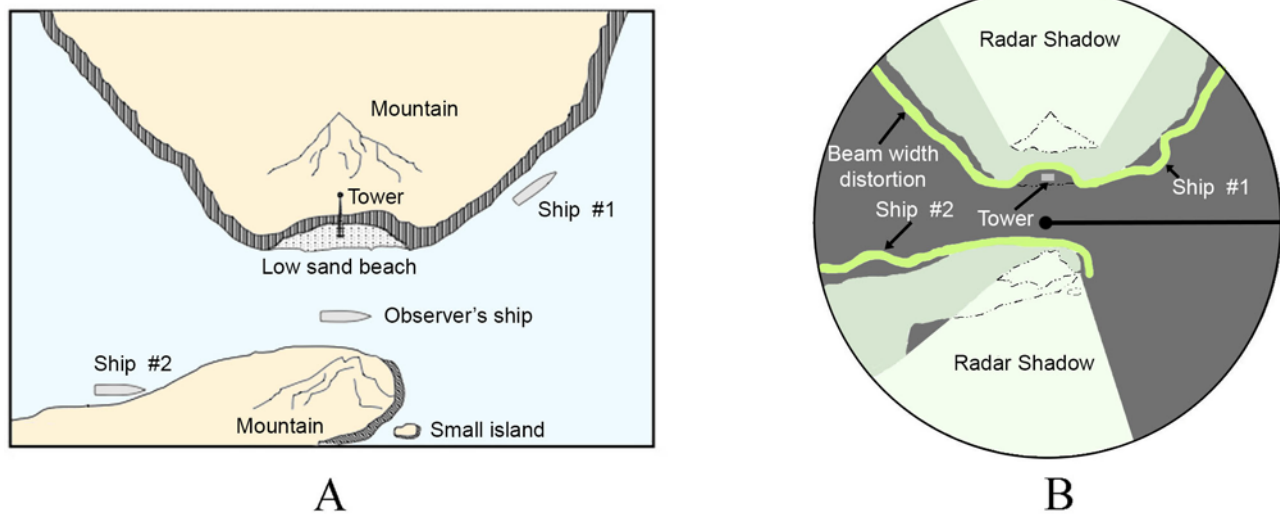 Mountain
Tower
Ship #1
Low sand beach
Observer's ship
Ship #2
Mountain
Small island
A
Radar Shadow
Beam width
distortion
Ship #1
Ship #2
Tower
Radar Shadow
B